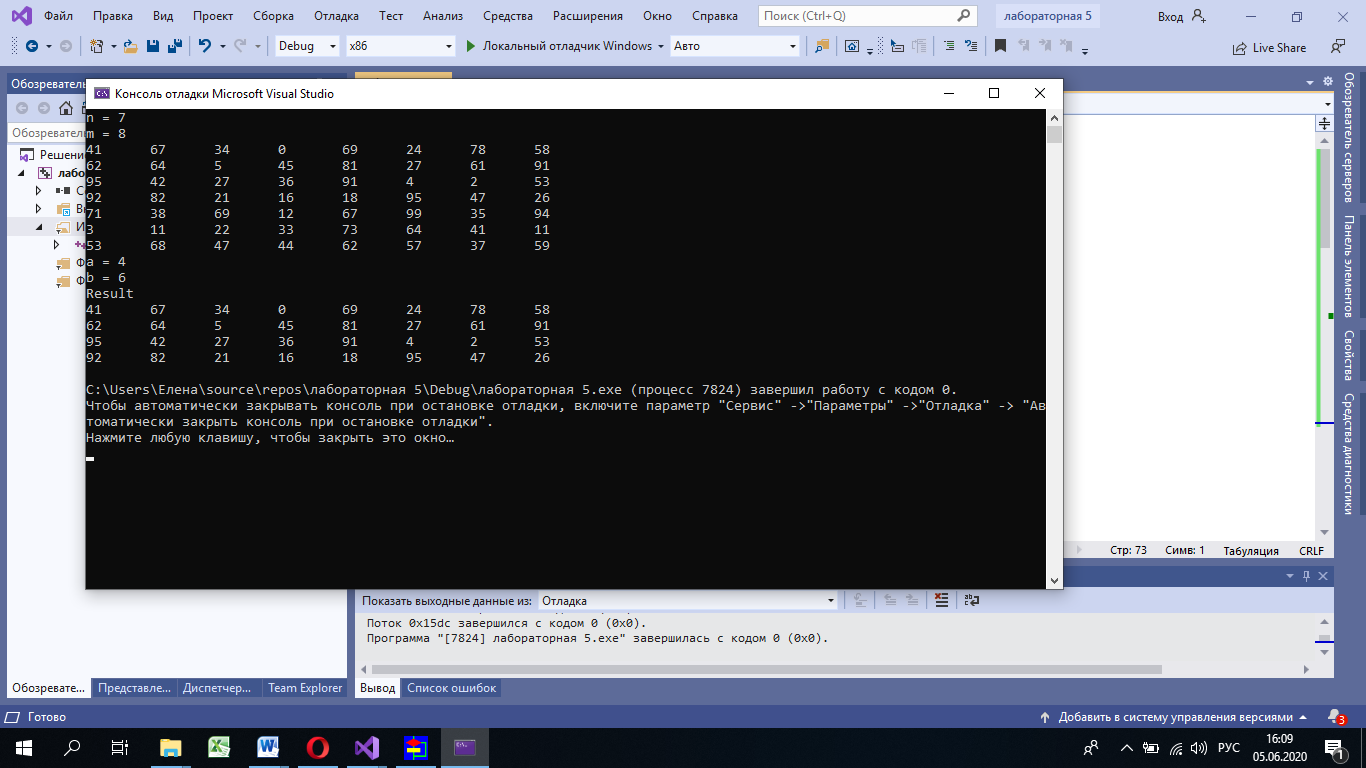 Файл Правка Вид Проект Сборка Отладка Тест Анализ Средства Расширения Окно Справка Поиск (Ctrl+Q) лабораторная 5 Вход
Debug x86 Локальный отладчик Windows Авто Live Share
Обозреватель
Консоль отладки Microsoft Visual Studio
n = 7
m = 8
41 67 34 0 69 24 78 58
62 64 5 45 81 27 61 91
95 42 27 36 91 4 2 53
92 82 21 16 18 95 47 26
71 38 69 12 67 99 35 94
3 11 22 33 73 64 41 11
53 68 47 44 62 57 37 59
a = 4
b = 6
Result
41 67 34 0 69 24 78 58
62 64 5 45 81 27 61 91
95 42 27 36 91 4 2 53
92 82 21 16 18 95 47 26
C:\Users\Елена\source\repos\лабораторная 5\Debug\лабораторная 5.exe (процесс 7824) завершил работу с кодом 0.
Чтобы автоматически закрывать консоль при остановке отладки, включите параметр "Сервис" ->"Параметры" ->"Отладка" -> "Ав
томатически закрыть консоль при остановке отладки".
Нажмите любую клавишу, чтобы закрыть это окно…
Обозреватель серверов
Панель элементов
Свойства
Средства диагностики
Стр: 73 Симв: 1 Табуляция CRLF
Показать выходные данные из: Отладка
Поток 0x15dc завершился с кодом 0 (0x0).
Программа "[7824] лабораторная 5.exe" завершилась с кодом 0 (0x0).
Обозревате... Представле... Диспетчер... Team Explorer Вывод Список ошибок
Готово Добавить в систему управления версиями 3
РУС 16:09
05.06.2020 1